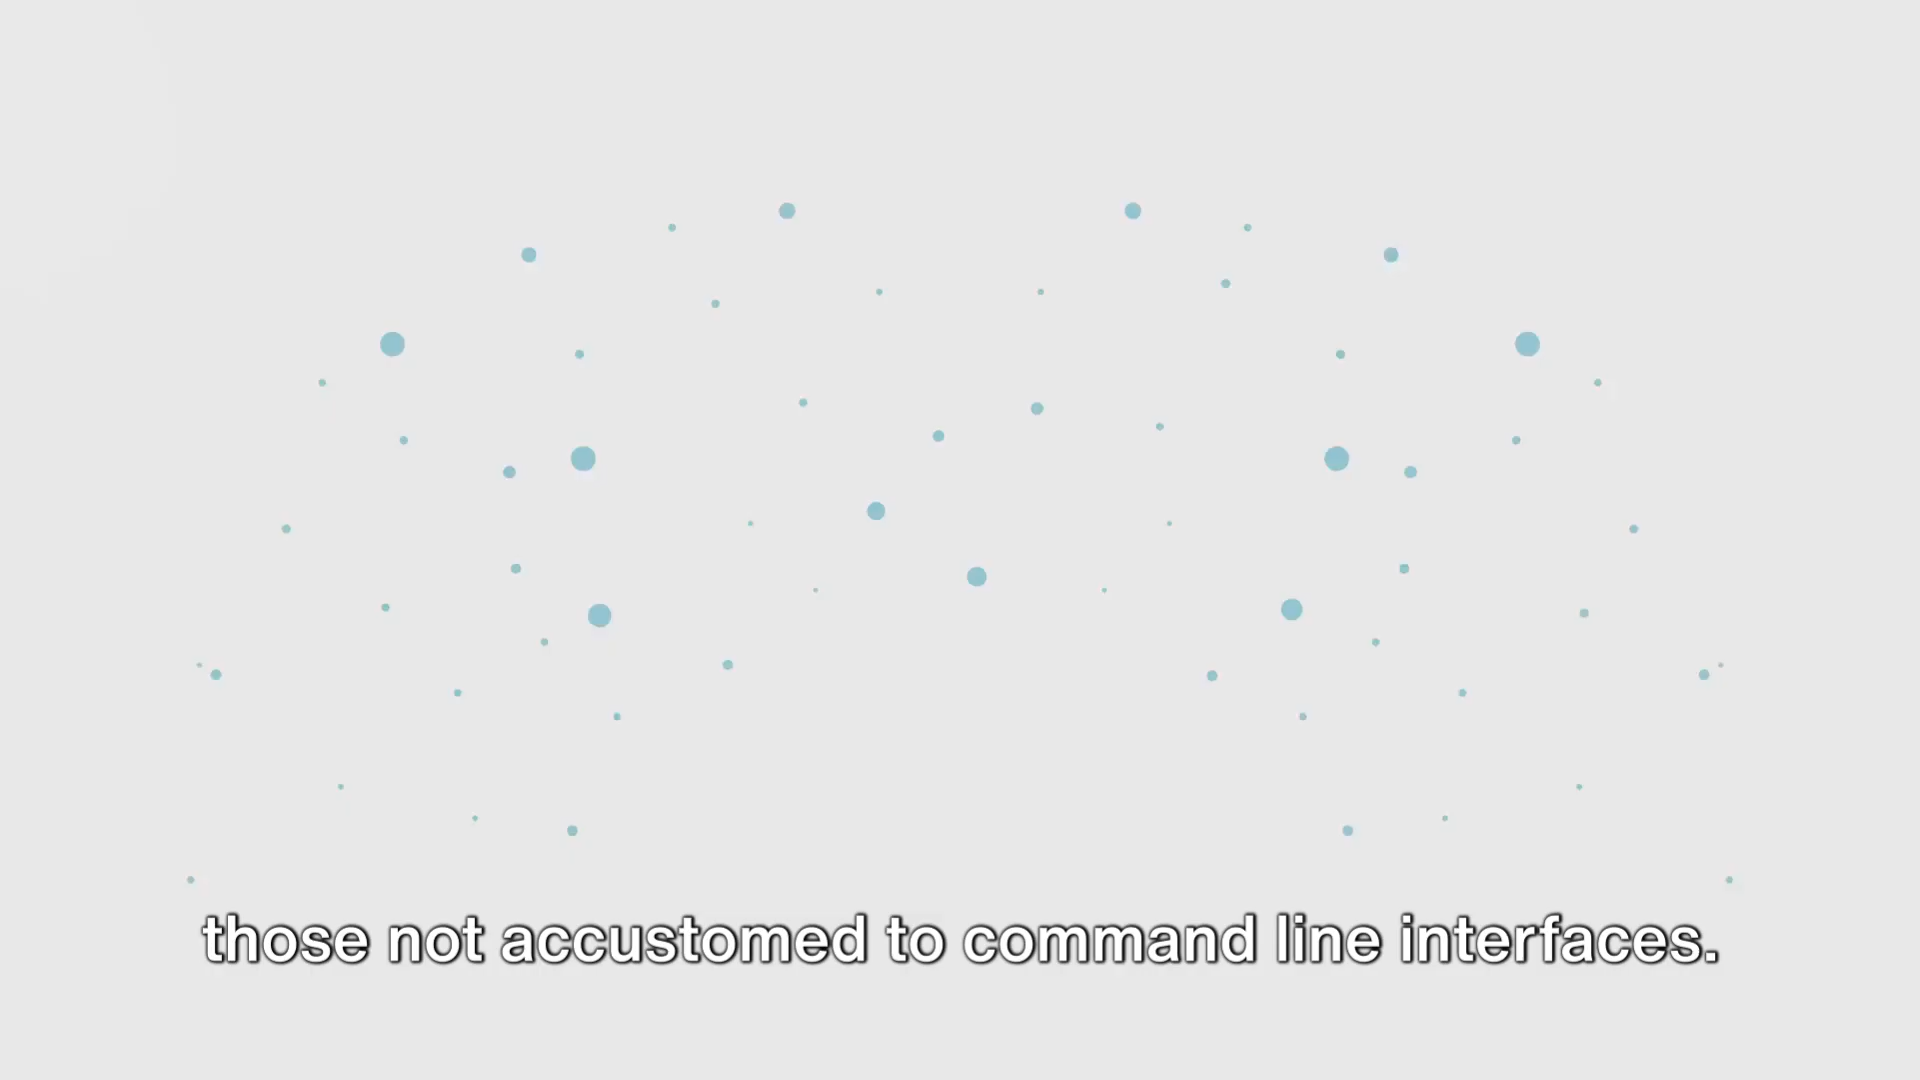 those not accustomed to command line interfaces.